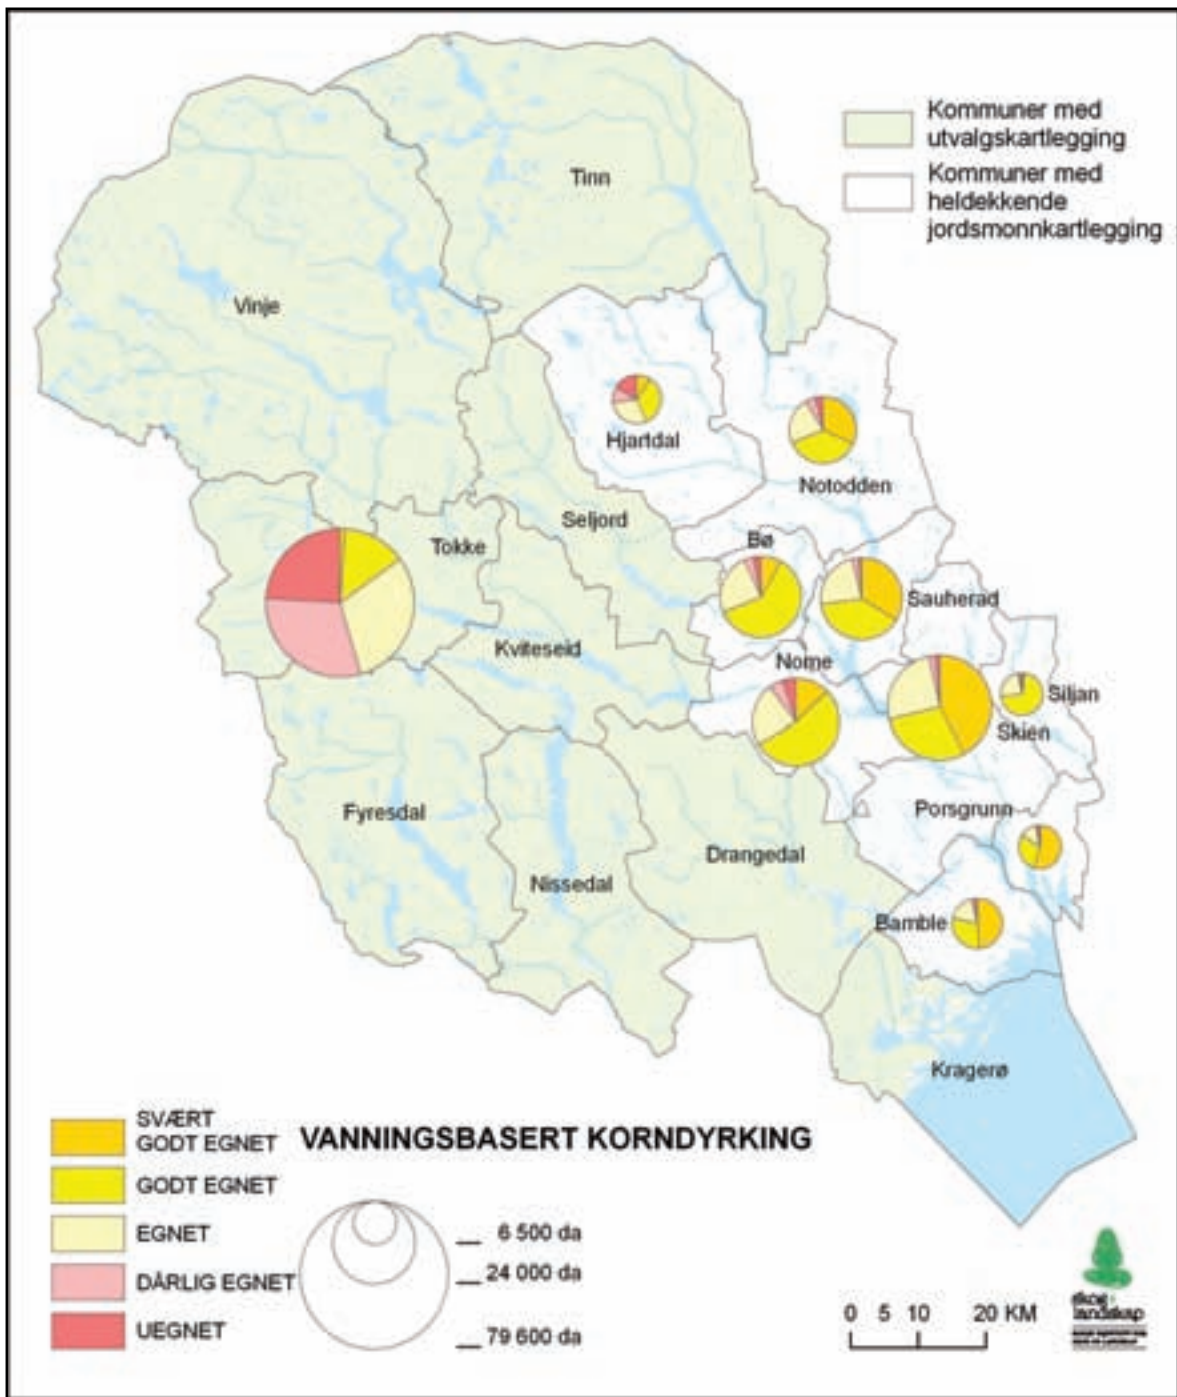 Kommuner med
utvalgskartlegging
Kommuner med
heldekkende
jordsmonnkartlegging
Tinn
Vinje
Hjartdal
Notodden
Seljord
Bø
Tokke
Sauherad
Kviteseid
Nome
Siljan
Skien
Fyresdal
Porsgrunn
Drangedal
Nissedal
Bamble
Kragerø
SVÆRT
GODT EGNET
VANNINGSBASERT KORNDYRKING
GODT EGNET
EGNET
DÅRLIG EGNET
UEGNET
6 500 da
24 000 da
79 600 da
0 5 10 20 KM
skog +
landskap